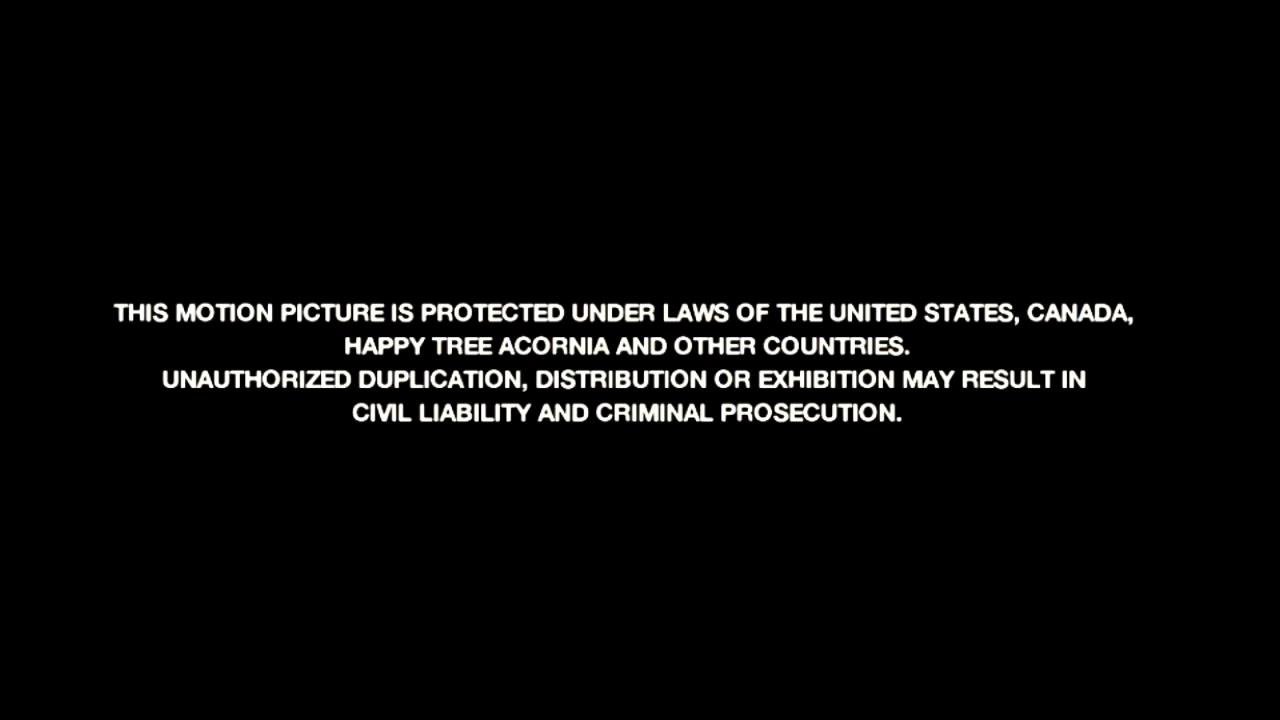 THIS MOTION PICTURE IS PROTECTED UNDER LAWS OF THE UNITED STATES, CANADA,
HAPPY TREE ACORNIA AND OTHER COUNTRIES.
UNAUTHORIZED DUPLICATION, DISTRIBUTION OR EXHIBITION MAY RESULT IN
CIVIL LIABILITY AND CRIMINAL PROSECUTION.